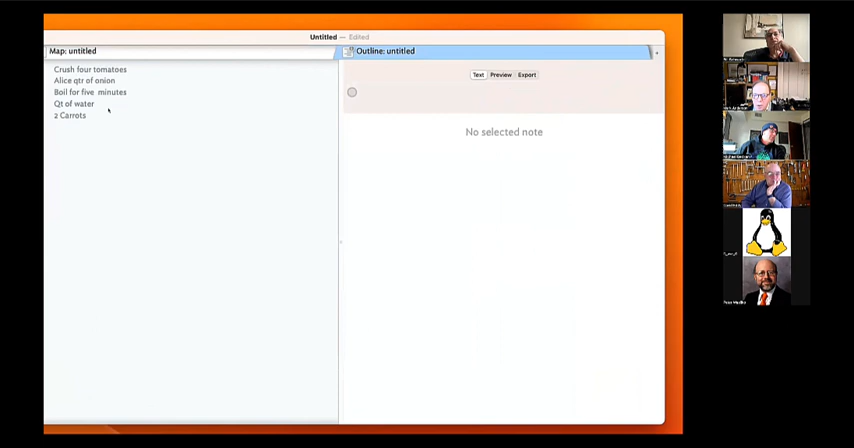 Untitled — Edited
Map: untitled
Outline: untitled
Crush four tomatoes
Alice qtr of onion
Boil for five minutes
Qt of water
2 Carrots
Text Preview Export
No selected note